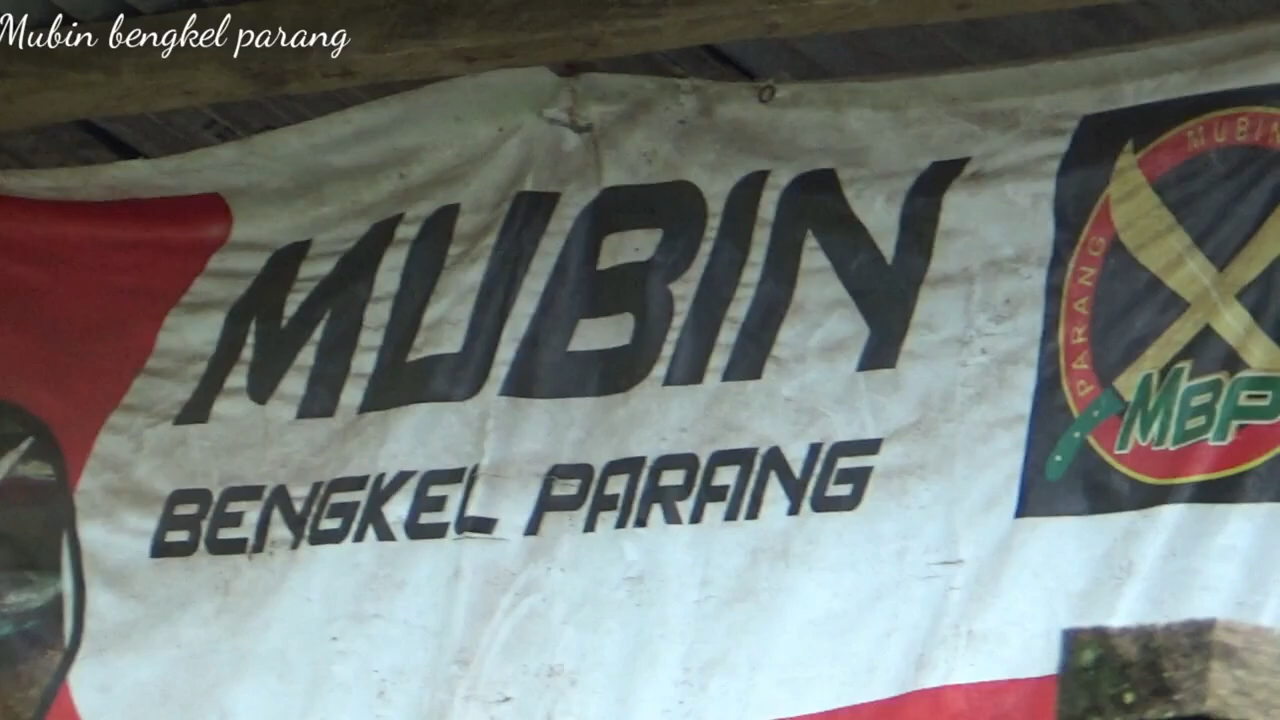 Mubin bengkel parang
MUBIN
BENGKEL PARANG
MUBIN
PARANG
MBP